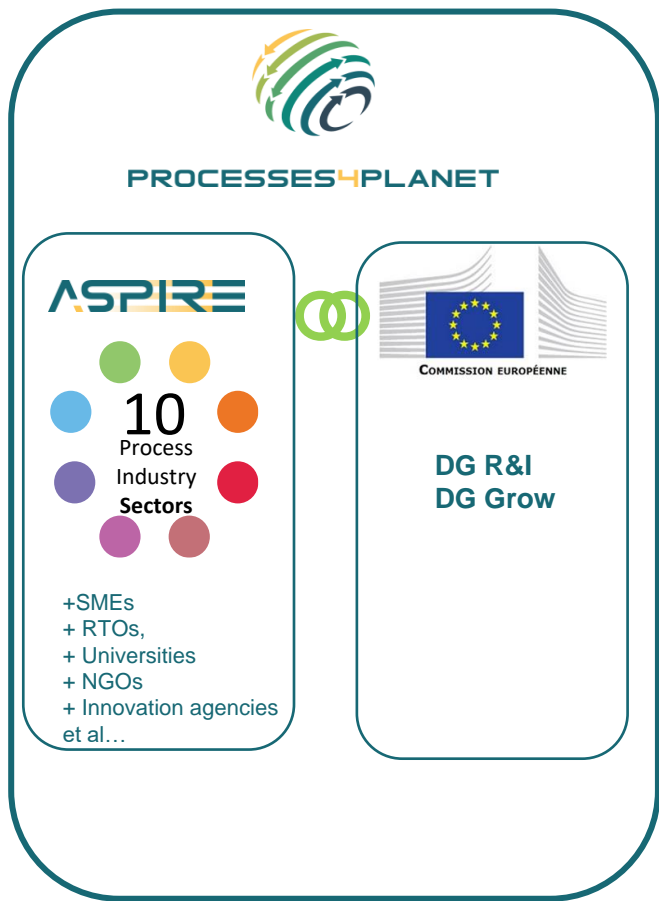 PROCESSES4PLANET
ASPIRE
10
Process
Industry
Sectors
+SMEs
+ RTOs,
+ Universities
+ NGOs
+ Innovation agencies
et al…
COMMISSION EUROPÉENNE
DG R&I
DG Grow